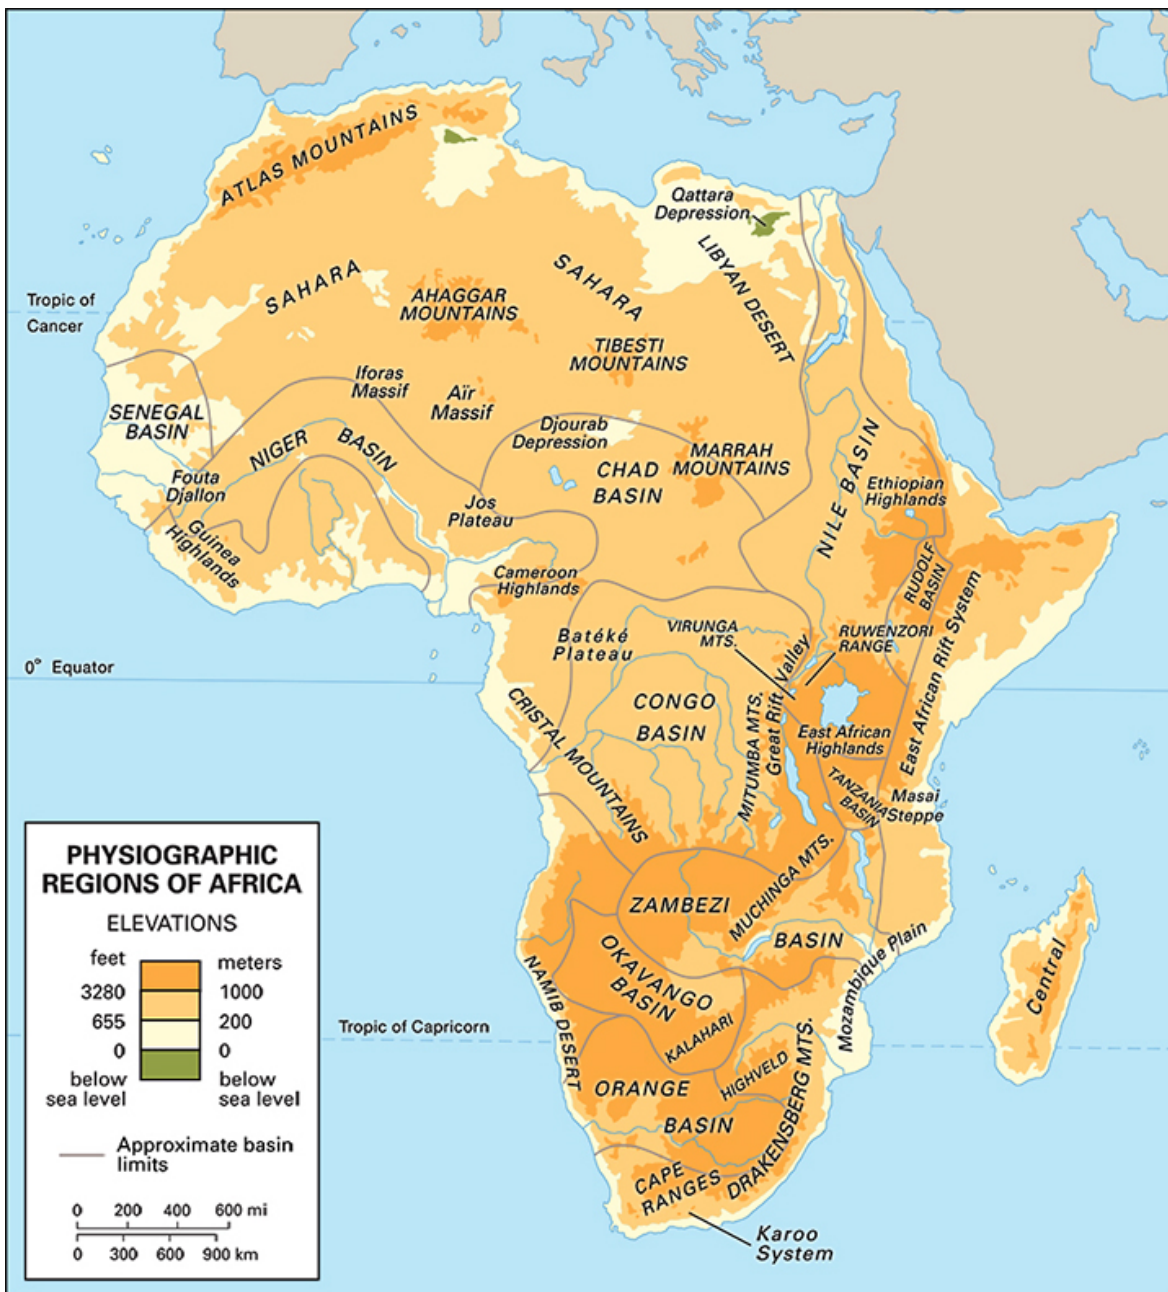 ATLAS MOUNTAINS
Qattara
Depression
LIBYAN DESERT
SAHARA
SAHARA
Tropic of
Cancer
AHAGGAR
MOUNTAINS
TIBESTI
MOUNTAINS
Iforas
Massif
Aïr
Massif
SENEGAL
BASIN
NIGER BASIN
Djourab
Depression
CHAD
BASIN
MARRAH
MOUNTAINS
NILE BASIN
Ethiopian
Highlands
Fouta
Djallon
Guinea
Highlands
Jos
Plateau
Cameroon
Highlands
RUDOLF
BASIN
East African Rift System
Batéké
Plateau
VIRUNGA
MTS.
RUWENZORI
RANGE
0° Equator
Great Rift Valley
CONGO
BASIN
CRISTAL MOUNTAINS
MITUMBA MTS.
East African
Highlands
TANZANIA
BASIN
Masai
Steppe
MUCHINGA MTS.
ZAMBEZI
BASIN
OKAVANGO
BASIN
NAMIB DESERT
Mozambique Plain
Central
Tropic of Capricorn
KALAHARI
HIGHVELD
ORANGE
BASIN
DRAKENSBERG MTS.
CAPE
RANGES
Karoo
System
PHYSIOGRAPHIC
REGIONS OF AFRICA
ELEVATIONS
feet meters
3280 1000
655 200
0 0
below below
sea level sea level
Approximate basin
limits
0 200 400 600 mi
0 300 600 900 km